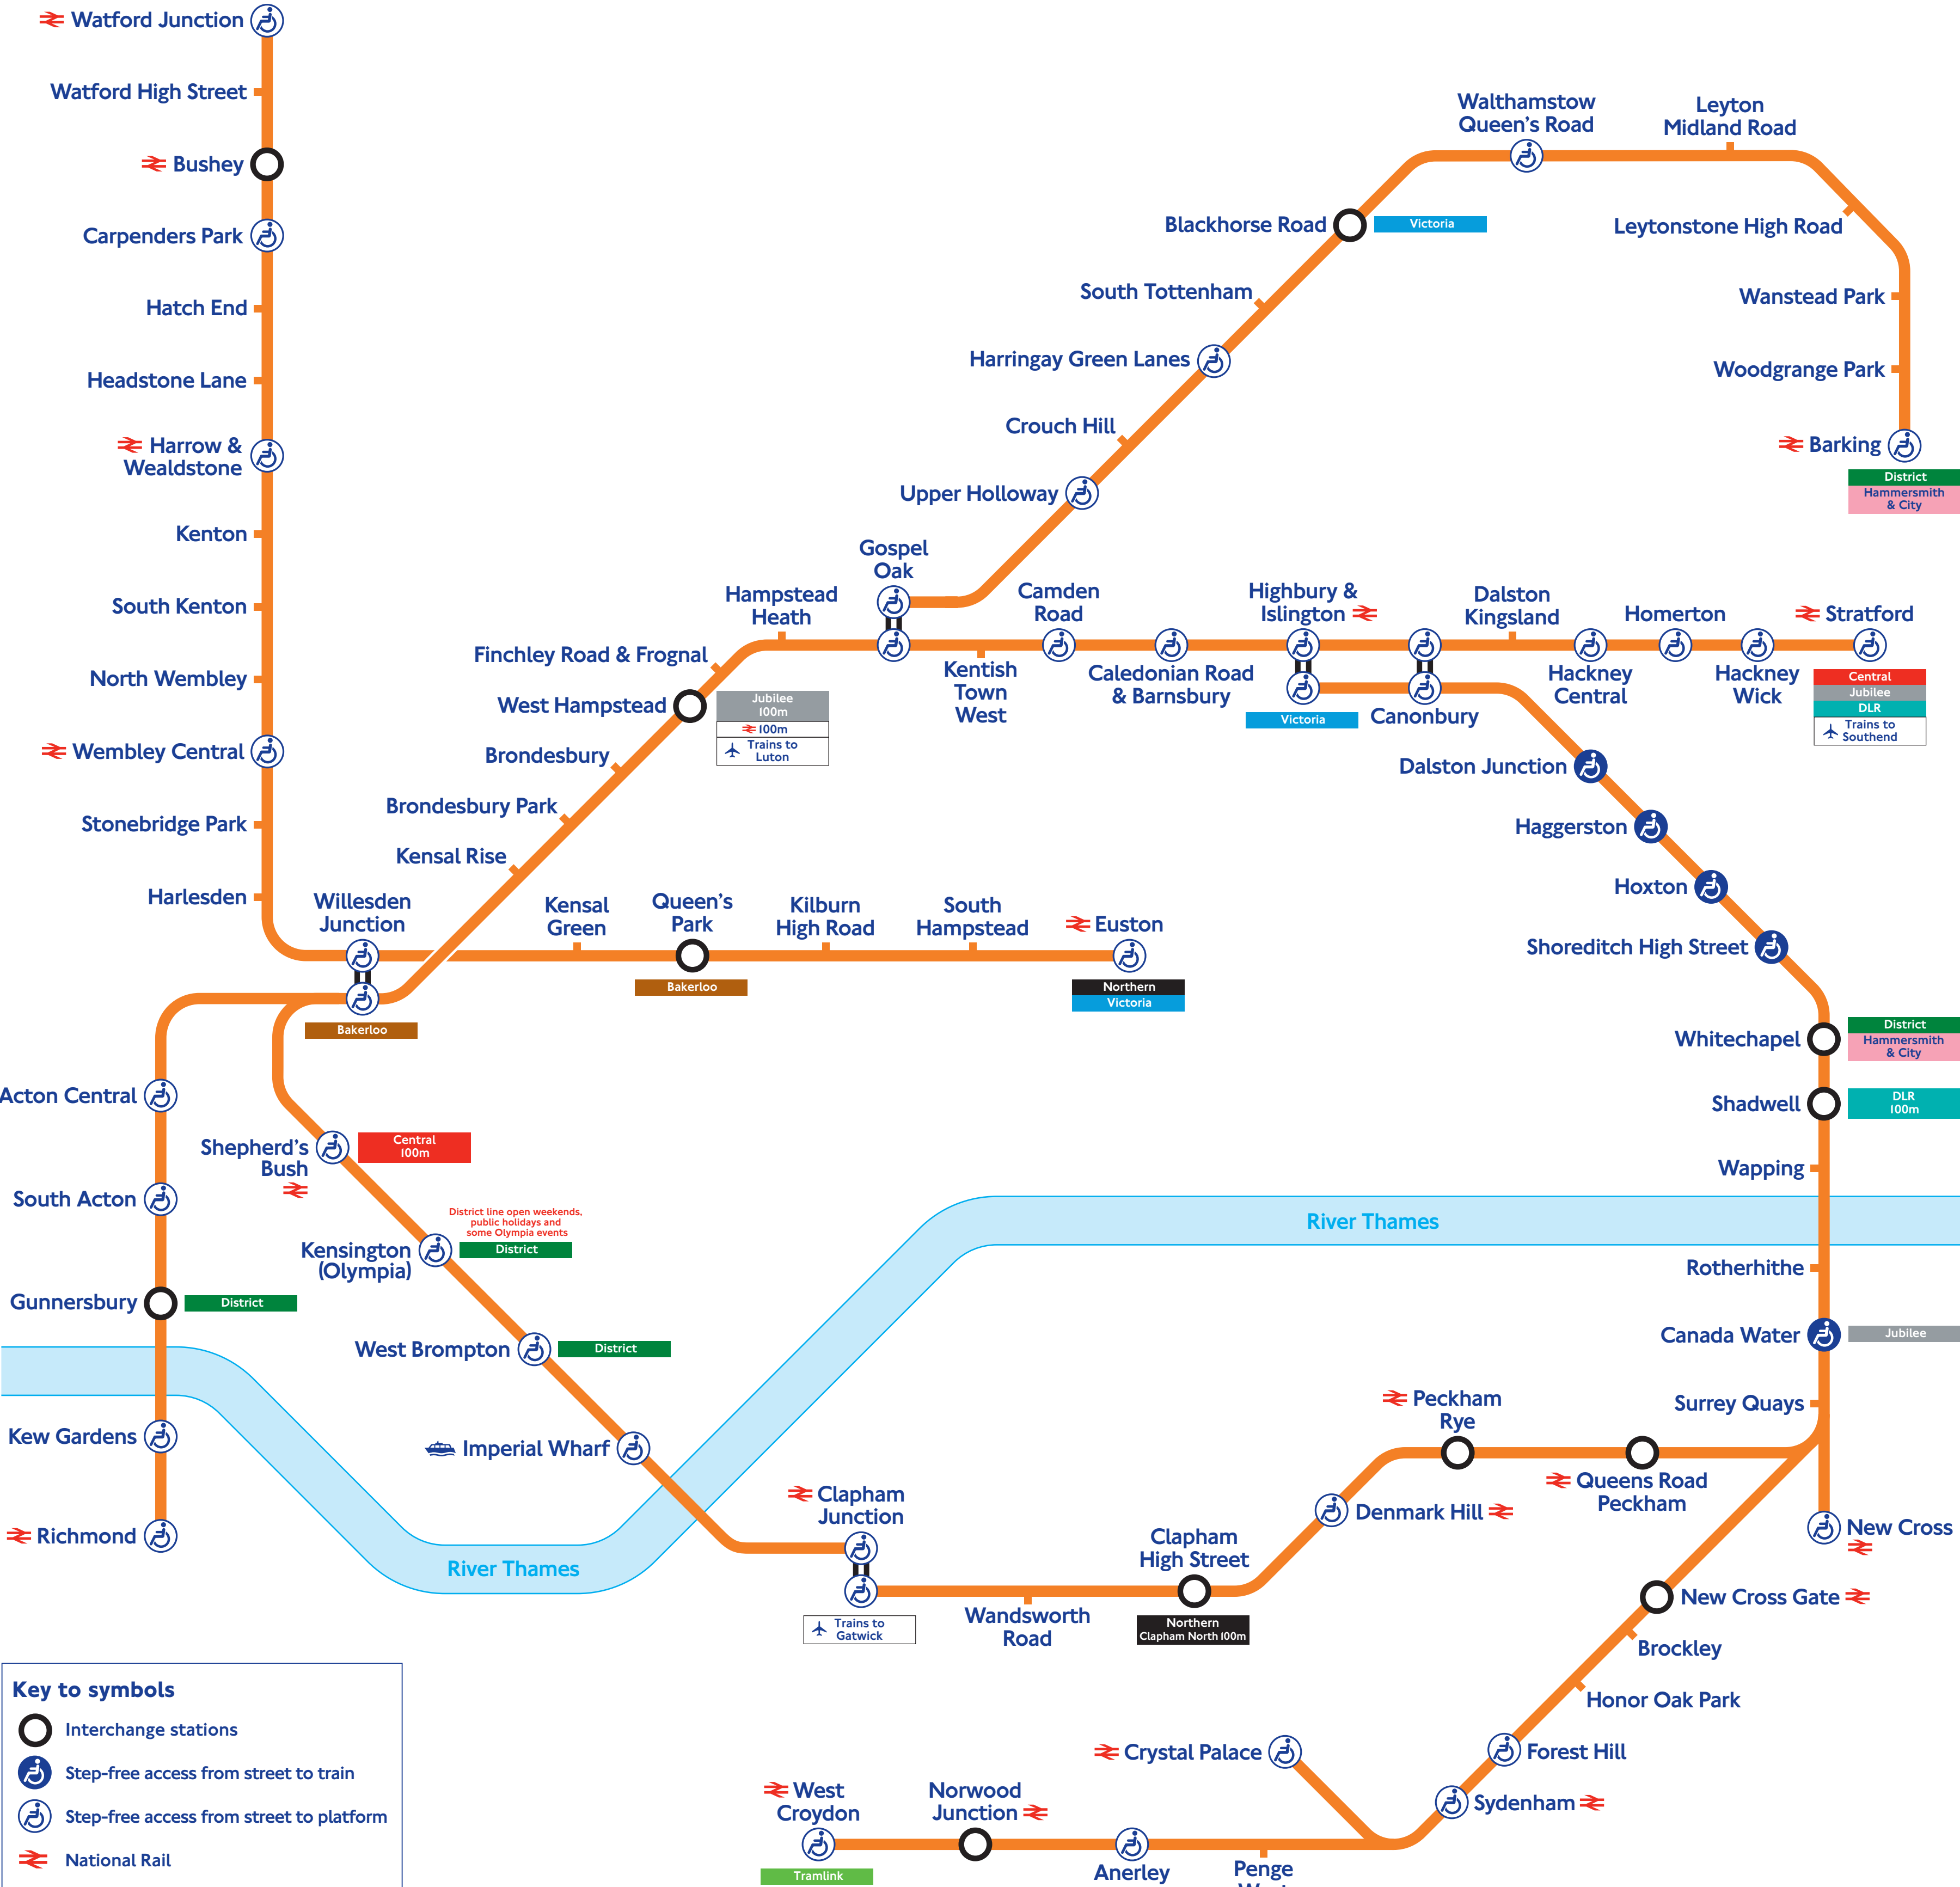 Watford Junction
Watford High Street
Bushey
Carpenders Park
Hatch End
Headstone Lane
Harrow &
Wealdstone
Kenton
South Kenton
North Wembley
Wembley Central
Stonebridge Park
Harlesden
Willesden
Junction
Bakerloo
Kensal
Green
Queen's
Park
Bakerloo
Kilburn
High Road
South
Hampstead
Euston
Northern
Victoria
Kensal Rise
Brondesbury Park
Brondesbury
West Hampstead
Jubilee
100m
100m
Trains to
Luton
Finchley Road & Frognal
Hampstead
Heath
Gospel
Oak
Upper Holloway
Crouch Hill
Harringay Green Lanes
South Tottenham
Blackhorse Road
Victoria
Walthamstow
Queen's Road
Leyton
Midland Road
Leytonstone High Road
Wanstead Park
Woodgrange Park
Barking
District
Hammersmith
& City
Kentish
Town
West
Camden
Road
Caledonian Road
& Barnsbury
Highbury &
Islington
Victoria
Canonbury
Dalston
Kingsland
Hackney
Central
Homerton
Hackney
Wick
Stratford
Central
Jubilee
DLR
Trains to
Southend
Dalston Junction
Haggerston
Hoxton
Shoreditch High Street
Whitechapel
District
Hammersmith
& City
Shadwell
DLR
100m
Wapping
River Thames
Rotherhithe
Canada Water
Jubilee
Surrey Quays
Acton Central
South Acton
Gunnersbury
District
Kew Gardens
Richmond
Shepherd's
Bush
Central
100m
Kensington
(Olympia)
District line open weekends,
public holidays and
some Olympia events
District
West Brompton
District
Imperial Wharf
River Thames
Clapham
Junction
Trains to
Gatwick
Wandsworth
Road
Clapham
High Street
Northern
Clapham North 100m
Denmark Hill
Peckham
Rye
Queens Road
Peckham
New Cross
New Cross Gate
Brockley
Honor Oak Park
Forest Hill
Sydenham
Crystal Palace
Penge
Anerley
Norwood
Junction
West
Croydon
Tramlink
Key to symbols
Interchange stations
Step-free access from street to train
Step-free access from street to platform
National Rail